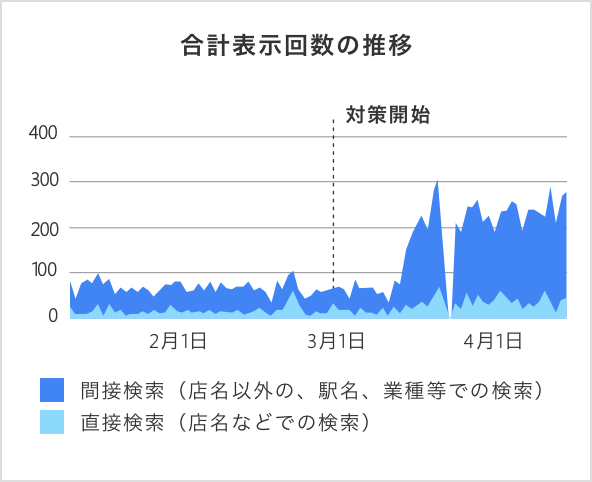 合計表示回数の推移
対策開始
400
300
200
100
0
2月1日 3月1日 4月1日
間接検索（店名以外の、駅名、業種等での検索）
直接検索（店名などでの検索）